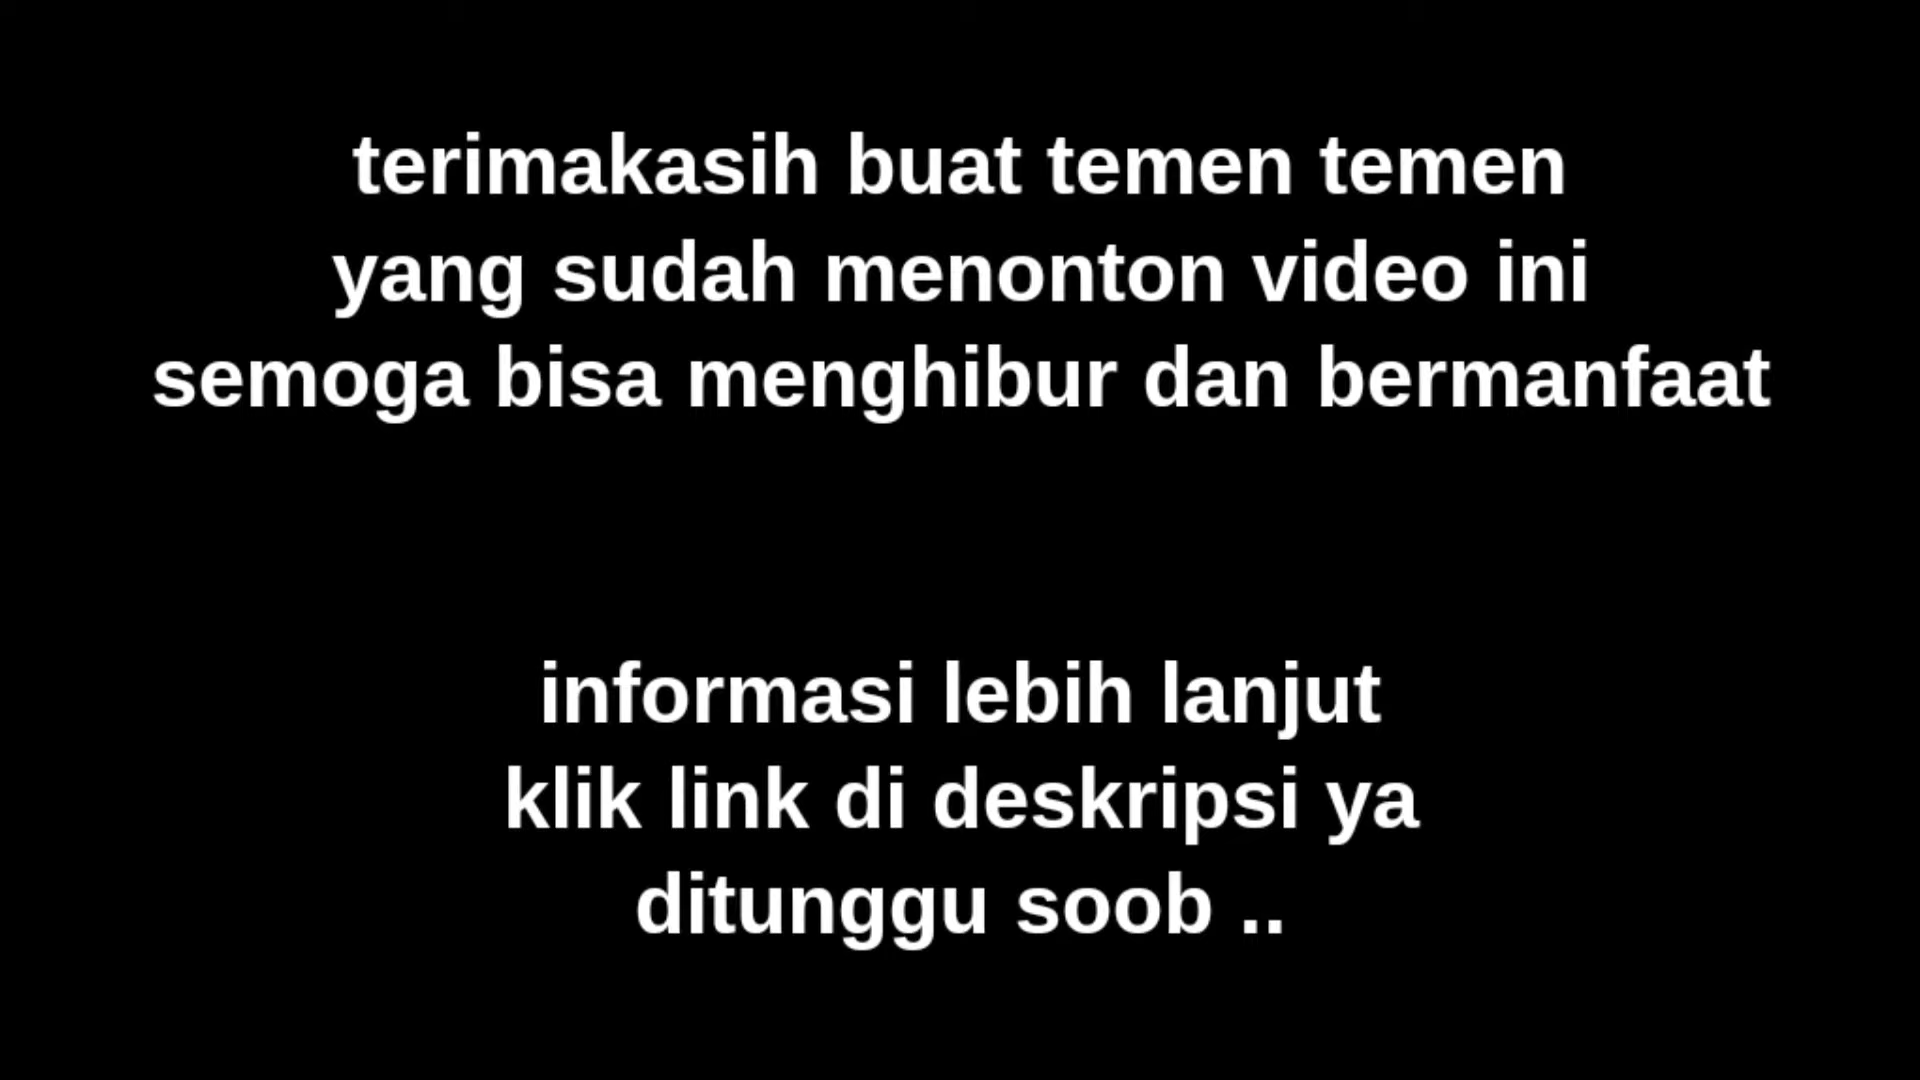 terimakasih buat temen temen
yang sudah menonton video ini
semoga bisa menghibur dan bermanfaat
informasi lebih lanjut
klik link di deskripsi ya
ditunggu soob ..